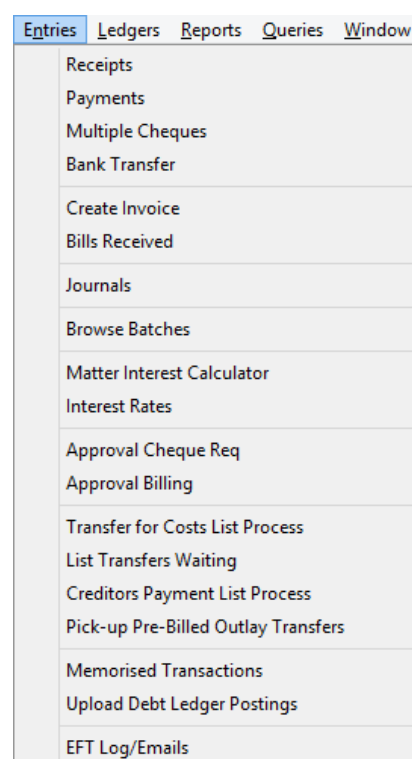 Entries Ledgers Reports Queries Window
Receipts
Payments
Multiple Cheques
Bank Transfer
Create Invoice
Bills Received
Journals
Browse Batches
Matter Interest Calculator
Interest Rates
Approval Cheque Req
Approval Billing
Transfer for Costs List Process
List Transfers Waiting
Creditors Payment List Process
Pick-up Pre-Billed Outlay Transfers
Memorised Transactions
Upload Debt Ledger Postings
EFT Log/Emails